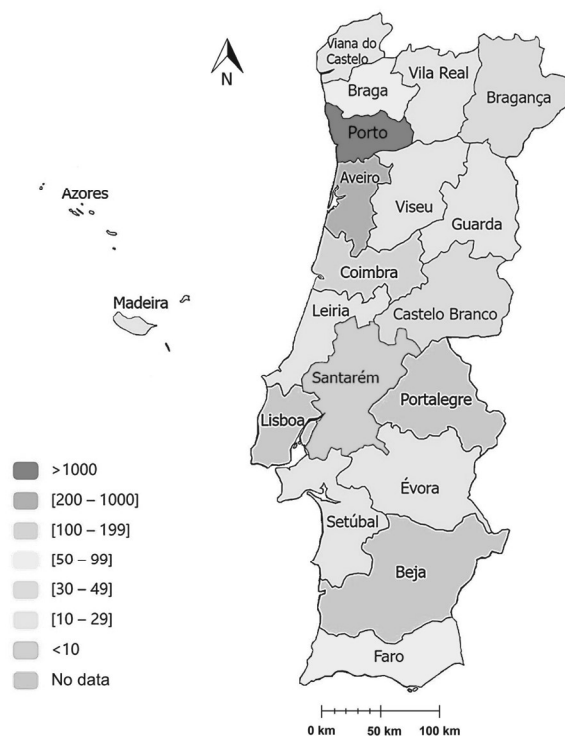 Viana do
Castelo
Vila Real
Bragança
Braga
N
Porto
Azores
Aveiro
Viseu
Guarda
Coimbra
Madeira
Leiria
Castelo Branco
Santarém
Portalegre
Lisboa
>1000
[200 – 1000]
[100 – 199]
[50 – 99]
[30 – 49]
[10 – 29]
<10
No data
Évora
Setúbal
Beja
Faro
0 km 50 km 100 km